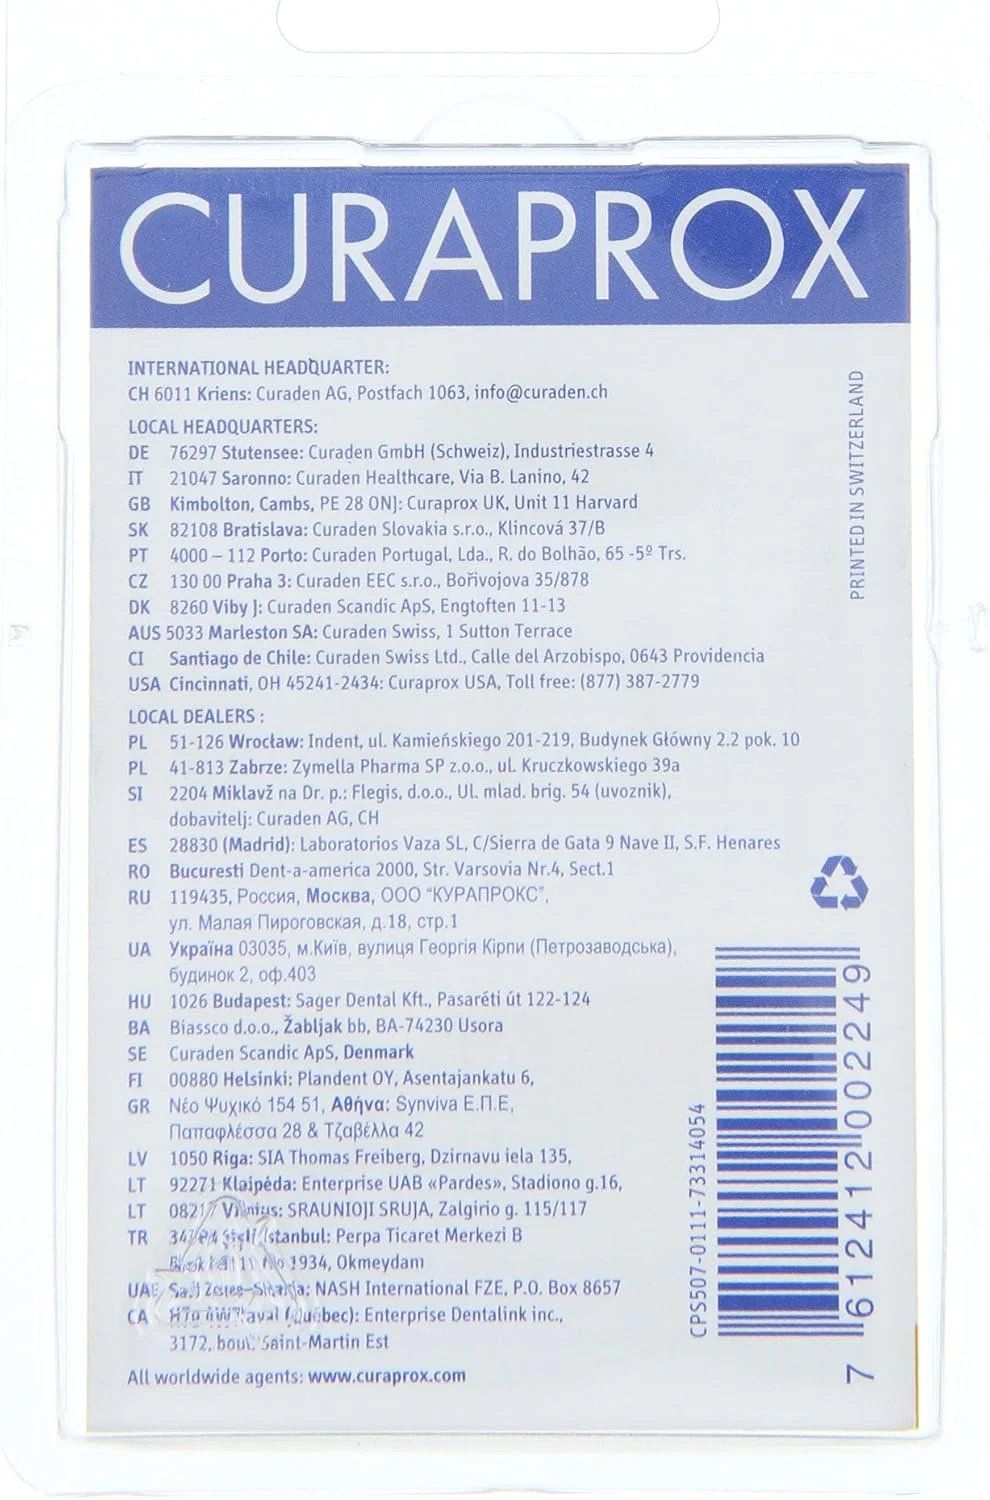 CURAPROX
INTERNATIONAL HEADQUARTER:
CH 6011 Kriens: Curaden AG, Postfach 1063, info@curaden.ch
LOCAL HEADQUARTERS:
DE 76297 Stutensee: Curaden GmbH (Schweiz), Industriestrasse 4
IT 21047 Saronno: Curaden Healthcare, Via B. Lanino, 42
GB Kimbolton, Cambs, PE 28 0NJ: Curaprox UK, Unit 11 Harvard
SK 82108 Bratislava: Curaden Slovakia s.r.o., Klincová 37/B
PT 4000 – 112 Porto: Curaden Portugal, Lda., R. do Bolhão, 65 -5º Trs.
CZ 130 00 Praha 3: Curaden EEC s.r.o., Bořivojova 35/878
DK 8260 Viby J: Curaden Scandic ApS, Engtoften 11-13
AUS 5033 Marleston SA: Curaden Swiss, 1 Sutton Terrace
CI Santiago de Chile: Curaden Swiss Ltd., Calle del Arzobispo, 0643 Providencia
USA Cincinnati, OH 45241-2434: Curaprox USA, Toll free: (877) 387-2779
LOCAL DEALERS :
PL 51-126 Wrocław: Indent, ul. Kamieńskiego 201-219, Budynek Główny 2.2 pok. 10
PL 41-813 Zabrze: Zymella Pharma SP z.o.o., ul. Kruczkowskiego 39a
SI 2204 Miklavž na Dr. p.: Flegis, d.o.o., Ul. mlad. brig. 54 (uvoznik),
dobavitelj: Curaden AG, CH
ES 28830 (Madrid): Laboratorios Vaza SL, C/Sierra de Gata 9 Nave II, S.F. Henares
RO Bucuresti Dent-a-america 2000, Str. Varsovia Nr.4, Sect.1
RU 119435, Россия, Москва, ООО "КУРАПРОКС",
ул. Малая Пироговская, д.18, стр.1
UA Україна 03035, м.Київ, вулиця Георгія Кірпи (Петрозаводська),
будинок 2, оф.403
HU 1026 Budapest: Sager Dental Kft., Pasaréti út 122-124
BA Biassco d.o.o., Žabljak bb, BA-74230 Usora
SE Curaden Scandic ApS, Denmark
FI 00880 Helsinki: Plandent OY, Asentajankatu 6,
GR Νέο Ψυχικό 154 51, Αθήνα: Synviva Ε.Π.Ε,
Παπαφλέσσα 28 & Τζαβέλλα 42
LV 1050 Riga: SIA Thomas Freiberg, Dzirnavu iela 135,
LT 92271 Klaipėda: Enterprise UAB «Pardes», Stadiono g.16,
LT Vilnius: SRAUNIOJI SRUJA, Zalgirio g. 115/117
TR Istanbul: Perpa Ticaret Merkezi B
No 1934, Okmeydam
UAE NASH International FZE, P.O. Box 8657
CA Laval (Québec): Enterprise Dentalink inc.,
3172, boul. Saint-Martin Est
All worldwide agents: www.curaprox.com
PRINTED IN SWITZERLAND
CPS507-0111-73314054
7 612412 002249